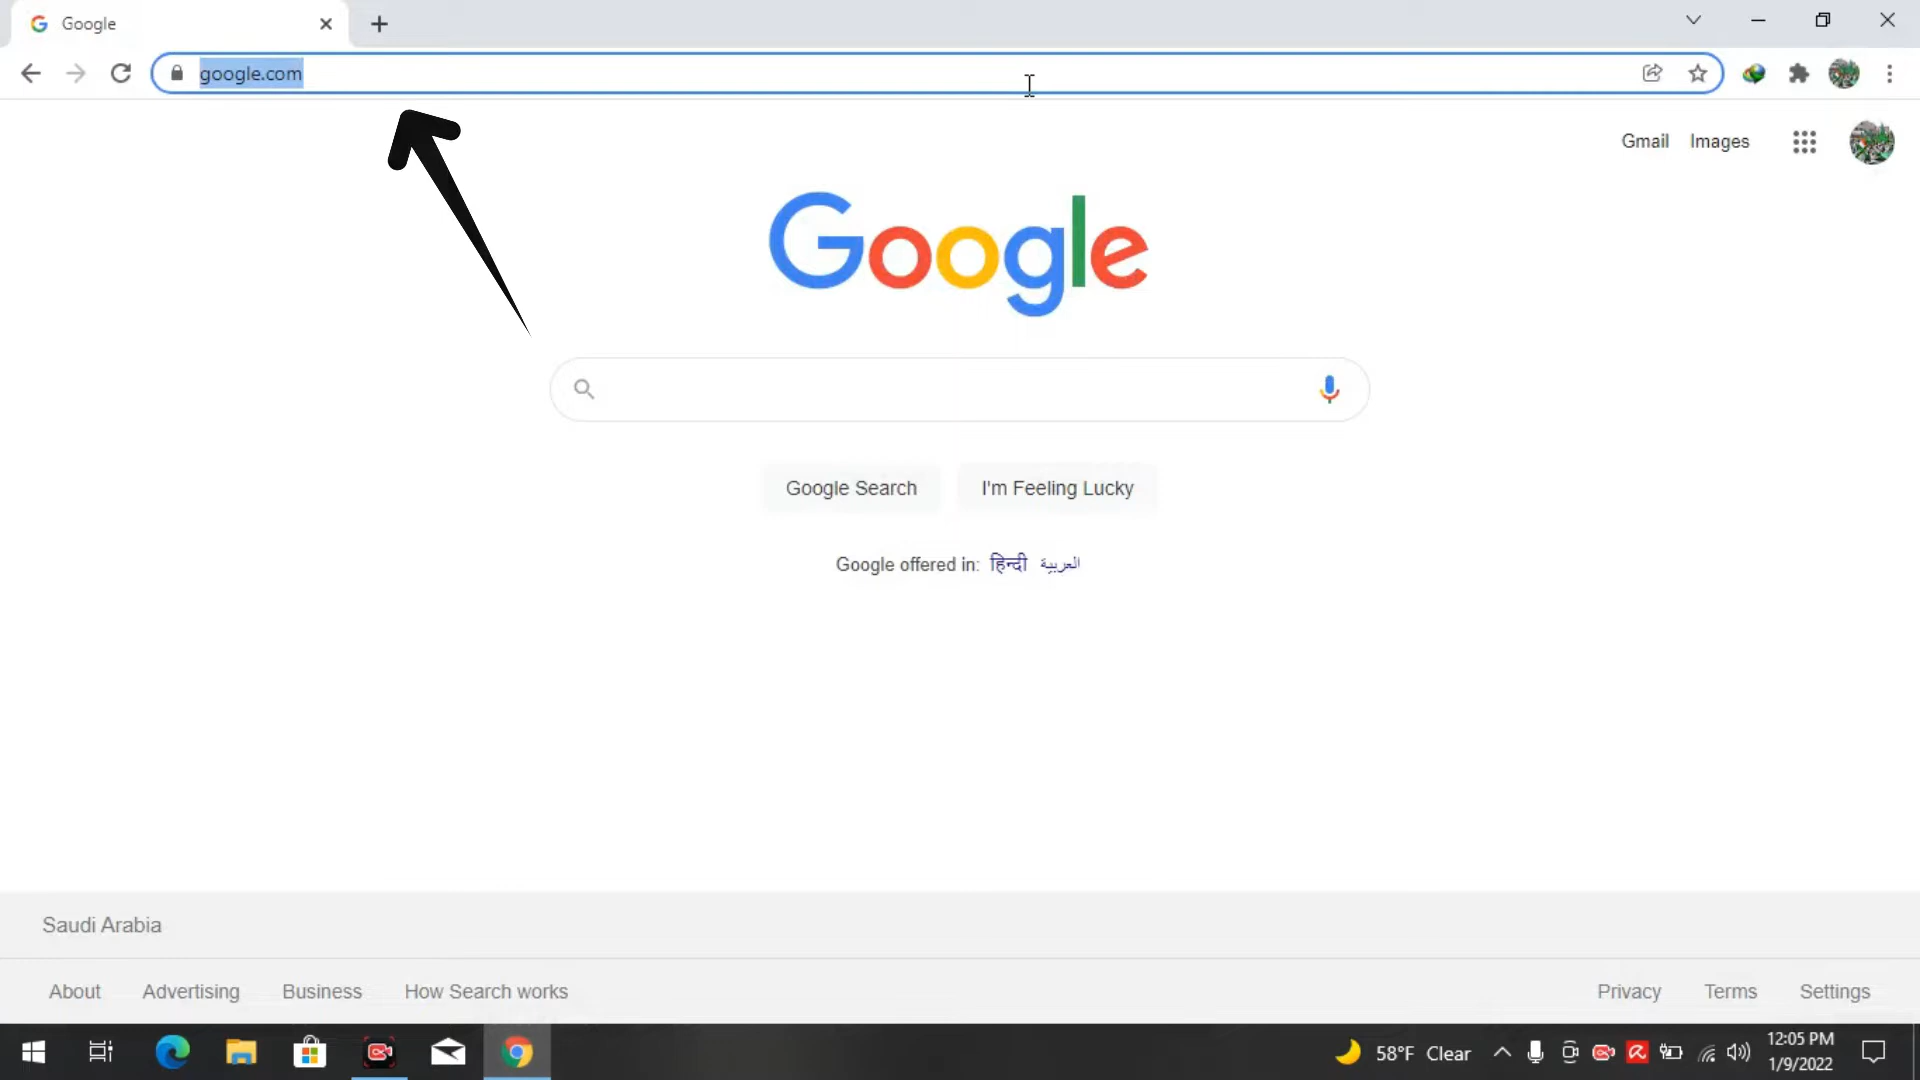 Google
google.com
Gmail Images
Google
Google Search I'm Feeling Lucky
Google offered in: हिन्दी العربية
Saudi Arabia
About Advertising Business How Search works Privacy Terms Settings
58°F Clear 12:05 PM
1/9/2022